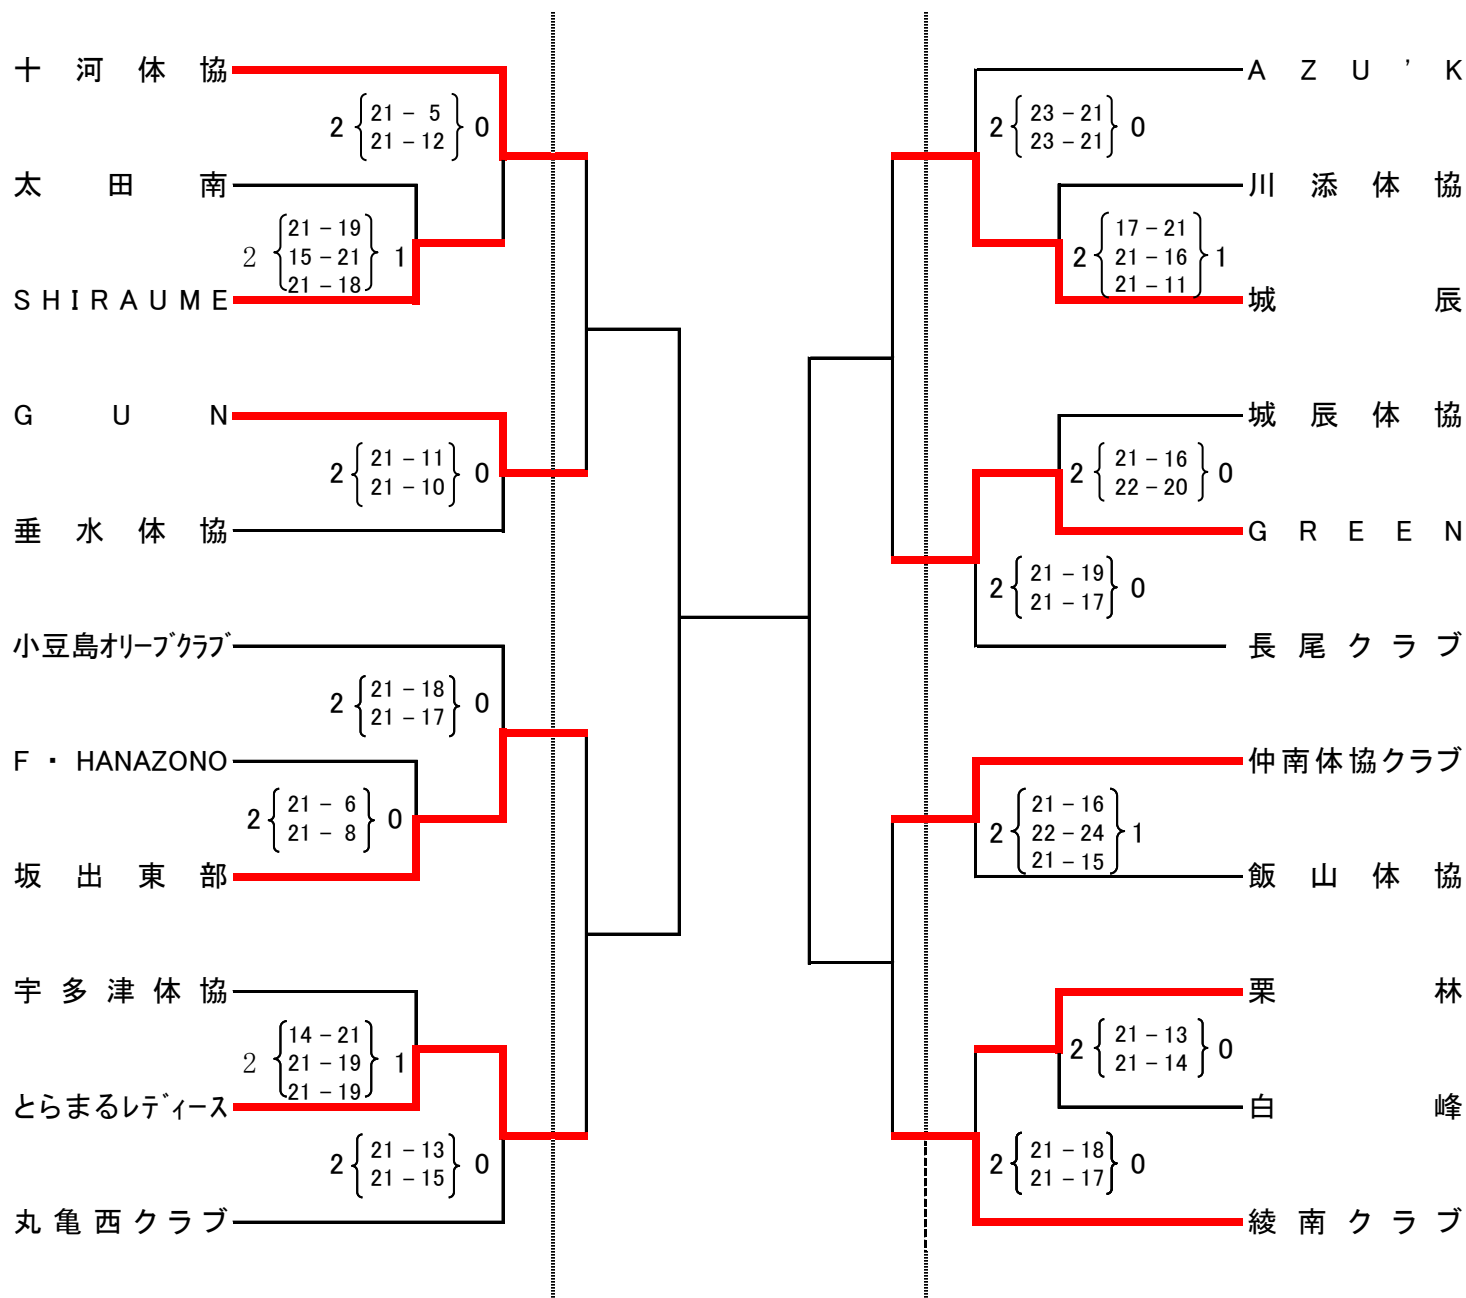 十河体協
2 21 - 5 0
21 - 12
太田南
21 - 19
2 15 - 21 1
21 - 18
SHIRAUME
GUN
2 21 - 11 0
21 - 10
垂水体協
小豆島ｵﾘｰﾌﾞｸﾗﾌﾞ
2 21 - 18 0
21 - 17
F・HANAZONO
2 21 - 6 0
21 - 8
坂出東部
宇多津体協
14 - 21
2 21 - 19 1
21 - 19
とらまるﾚﾃﾞｨｰｽ
2 21 - 13 0
21 - 15
丸亀西クラブ
AZU’K
2 23 - 21 0
23 - 21
川添体協
17 - 21
2 21 - 16 1
21 - 11
城辰
城辰体協
2 21 - 16 0
22 - 20
GREEN
2 21 - 19 0
21 - 17
長尾クラブ
仲南体協クラブ
21 - 16
2 22 - 24 1
21 - 15
飯山体協
栗林
2 21 - 13 0
21 - 14
白峰
2 21 - 18 0
21 - 17
綾南クラブ